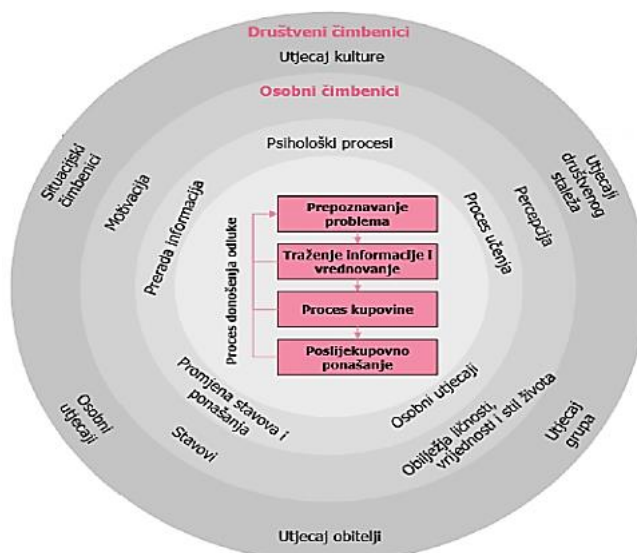 Društveni čimbenici
Utjecaj kulture
Osobni čimbenici
Psihološki procesi
Situacijski
čimbenici
Motivacija
Prerada informacija
Proces donošenja odluke
Prepoznavanje
problema
Traženje informacije i
vrednovanje
Proces kupovine
Poslijekupovno
ponašanje
Proces učenja
Percepcija
Utjecaji
društvenog
staleža
Osobni
utjecaji
Stavovi
Promjena stavova i
ponašanja
Osobni utjecaji
Obilježja ličnosti,
vrijednosti i stil života
Utjecaj
grupa
Utjecaj obitelji